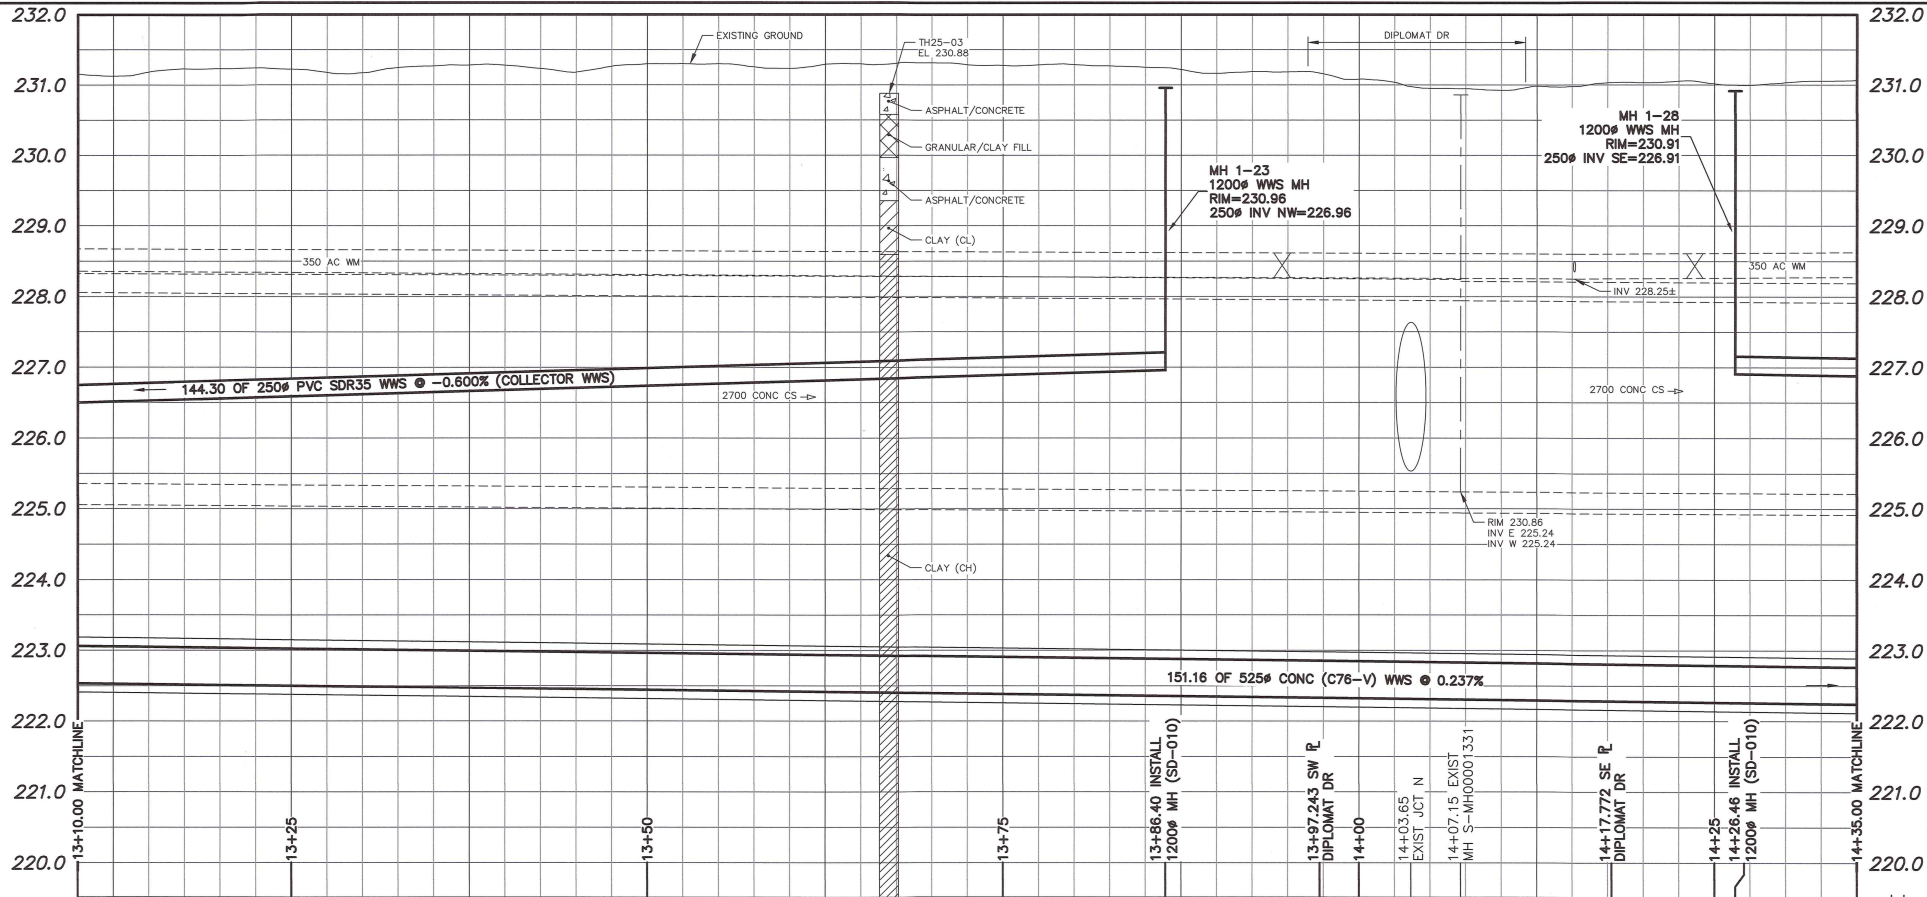 232.0
231.0
230.0
229.0
228.0
227.0
226.0
225.0
224.0
223.0
222.0
221.0
220.0
EXISTING GROUND
TH25-03
EL 230.88
ASPHALT/CONCRETE
GRANULAR/CLAY FILL
ASPHALT/CONCRETE
CLAY (CL)
CLAY (CH)
DIPLOMAT DR
MH 1-23
1200ø WWS MH
RIM=230.96
250ø INV NW=226.96
MH 1-28
1200ø WWS MH
RIM=230.91
250ø INV SE=226.91
350 AC WM
350 AC WM
INV 228.25±
144.30 OF 250ø PVC SDR35 WWS @ -0.600% (COLLECTOR WWS)
2700 CONC CS
2700 CONC CS
RIM 230.86
INV E 225.24
INV W 225.24
151.16 OF 525ø CONC (C76-V) WWS @ 0.237%
13+10.00 MATCHLINE
13+25
13+50
13+75
13+86.40 INSTALL
1200ø MH (SD-010)
13+97.243 SW PL
DIPLOMAT DR
14+00
14+03.65
EXIST JCT N
14+07.15 EXIST
MH S-MH00001331
14+17.772 SE PL
DIPLOMAT DR
14+25
14+26.46 INSTALL
1200ø MH (SD-010)
14+35.00 MATCHLINE
232.0
231.0
230.0
229.0
228.0
227.0
226.0
225.0
224.0
223.0
222.0
221.0
220.0